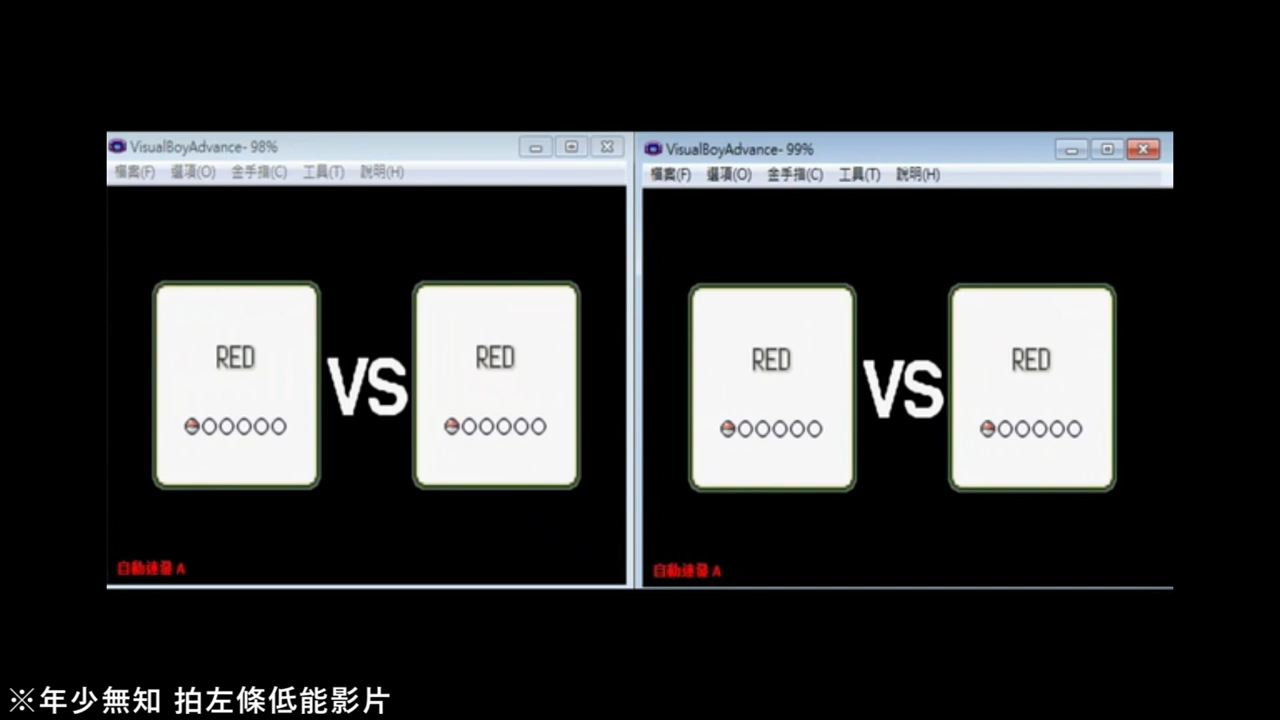 VisualBoyAdvance- 98%
檔案(F) 選項(O) 金手指(C) 工具(T) 說明(H)
RED
VS
RED
自動連發 A
VisualBoyAdvance- 99%
檔案(F) 選項(O) 金手指(C) 工具(T) 說明(H)
RED
VS
RED
自動連發 A
※年少無知 拍左條低能影片